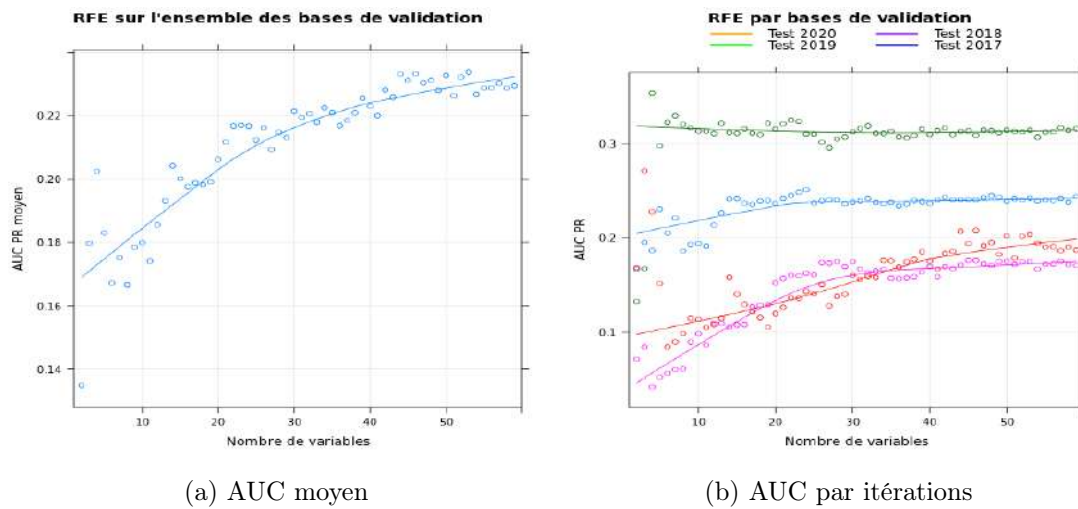 RFE sur l'ensemble des bases de validation
AUC PR moyen
0.22
0.20
0.18
0.16
0.14
10 20 30 40 50
Nombre de variables
(a) AUC moyen
RFE par bases de validation
Test 2020 Test 2018
Test 2019 Test 2017
AUC PR
0.3
0.2
0.1
10 20 30 40 50
Nombre de variables
(b) AUC par itérations